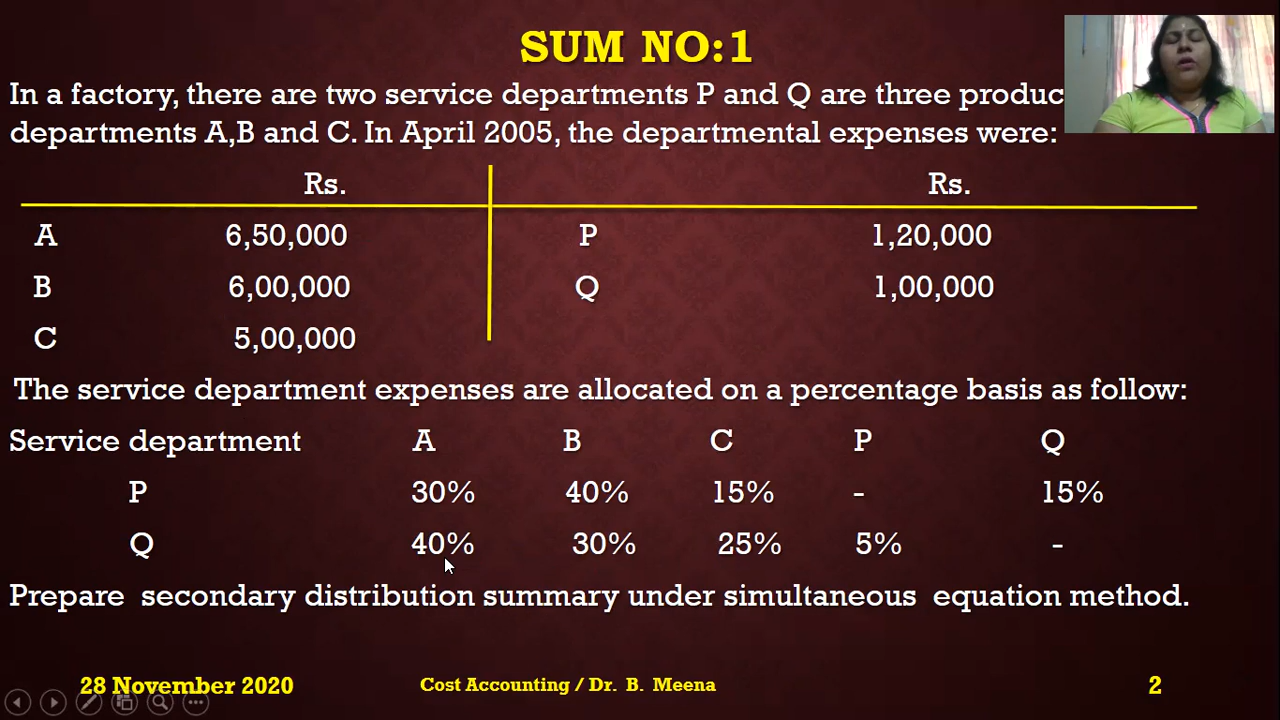 SUM NO:1
In a factory, there are two service departments P and Q are three produc
departments A,B and C. In April 2005, the departmental expenses were:
Rs. Rs.
A 6,50,000 P 1,20,000
B 6,00,000 Q 1,00,000
C 5,00,000
The service department expenses are allocated on a percentage basis as follow:
Service department A B C P Q
P 30% 40% 15% - 15%
Q 40% 30% 25% 5% -
Prepare secondary distribution summary under simultaneous equation method.
28 November 2020 Cost Accounting / Dr. B. Meena 2